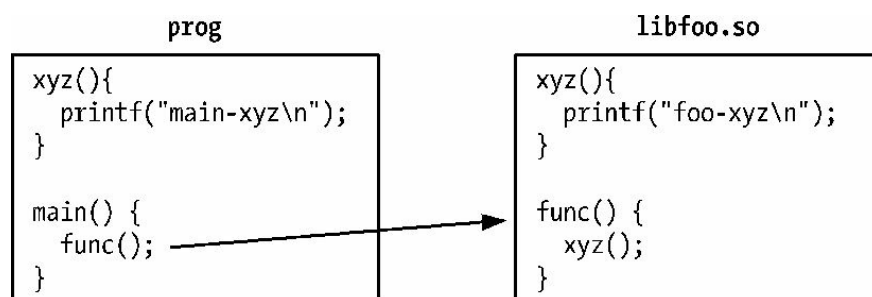 prog
xyz(){
  printf("main-xyz\n");
}
main() {
  func();
}
libfoo.so
xyz(){
  printf("foo-xyz\n");
}
func() {
  xyz();
}